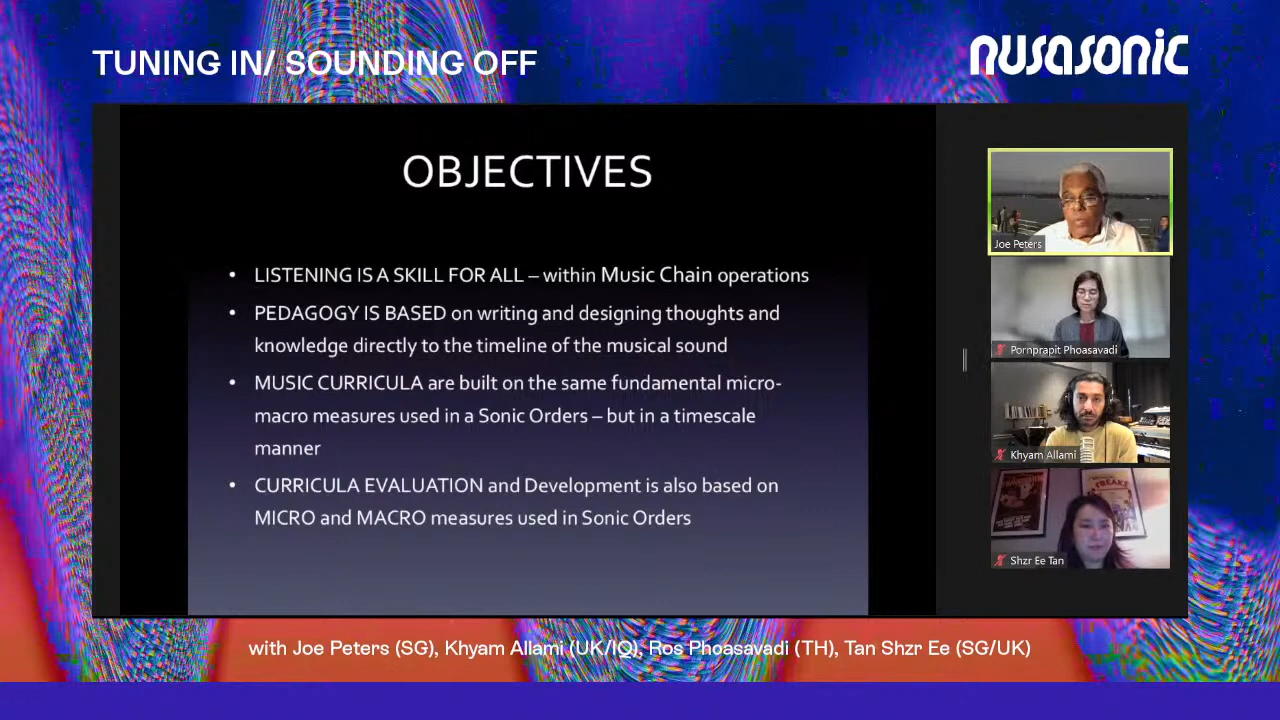 TUNING IN/ SOUNDING OFF
nusasonic
OBJECTIVES
• LISTENING IS A SKILL FOR ALL – within Music Chain operations
• PEDAGOGY IS BASED on writing and designing thoughts and
knowledge directly to the timeline of the musical sound
• MUSIC CURRICULA are built on the same fundamental micro-
macro measures used in a Sonic Orders – but in a timescale
manner
• CURRICULA EVALUATION and Development is also based on
MICRO and MACRO measures used in Sonic Orders
Joe Peters
Pornprapit Phoasavadi
Khyam Allami
FREAKS
Shzr Ee Tan
with Joe Peters (SG), Khyam Allami (UK/IQ), Ros Phoasavadi (TH), Tan Shzr Ee (SG/UK)